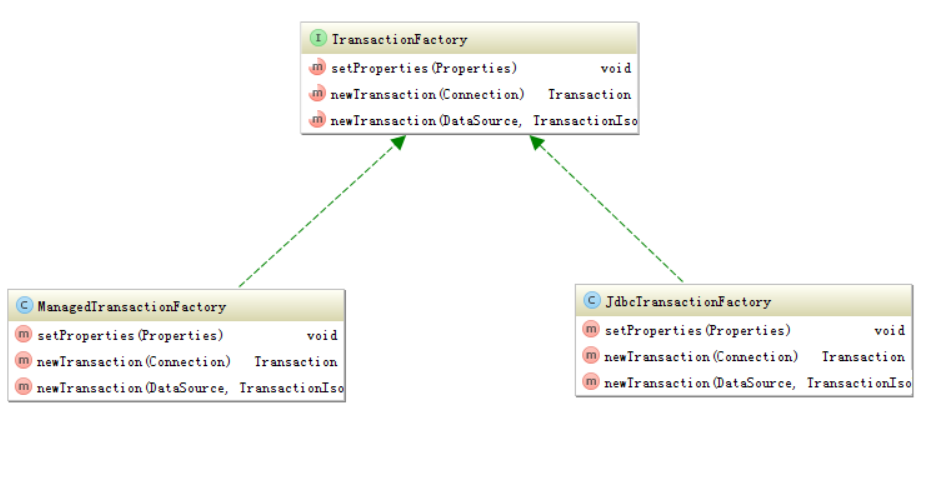 I TransactionFactory
m setProperties(Properties) void
m newTransaction(Connection) Transaction
m newTransaction(DataSource, TransactionIso
C ManagedTransactionFactory
m setProperties(Properties) void
m newTransaction(Connection) Transaction
m newTransaction(DataSource, TransactionIso
C JdbcTransactionFactory
m setProperties(Properties) void
m newTransaction(Connection) Transaction
m newTransaction(DataSource, TransactionIso